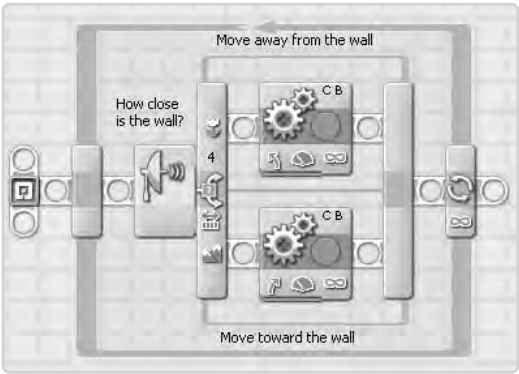 Move away from the wall
How close
is the wall?
C B
4
C B
Move toward the wall